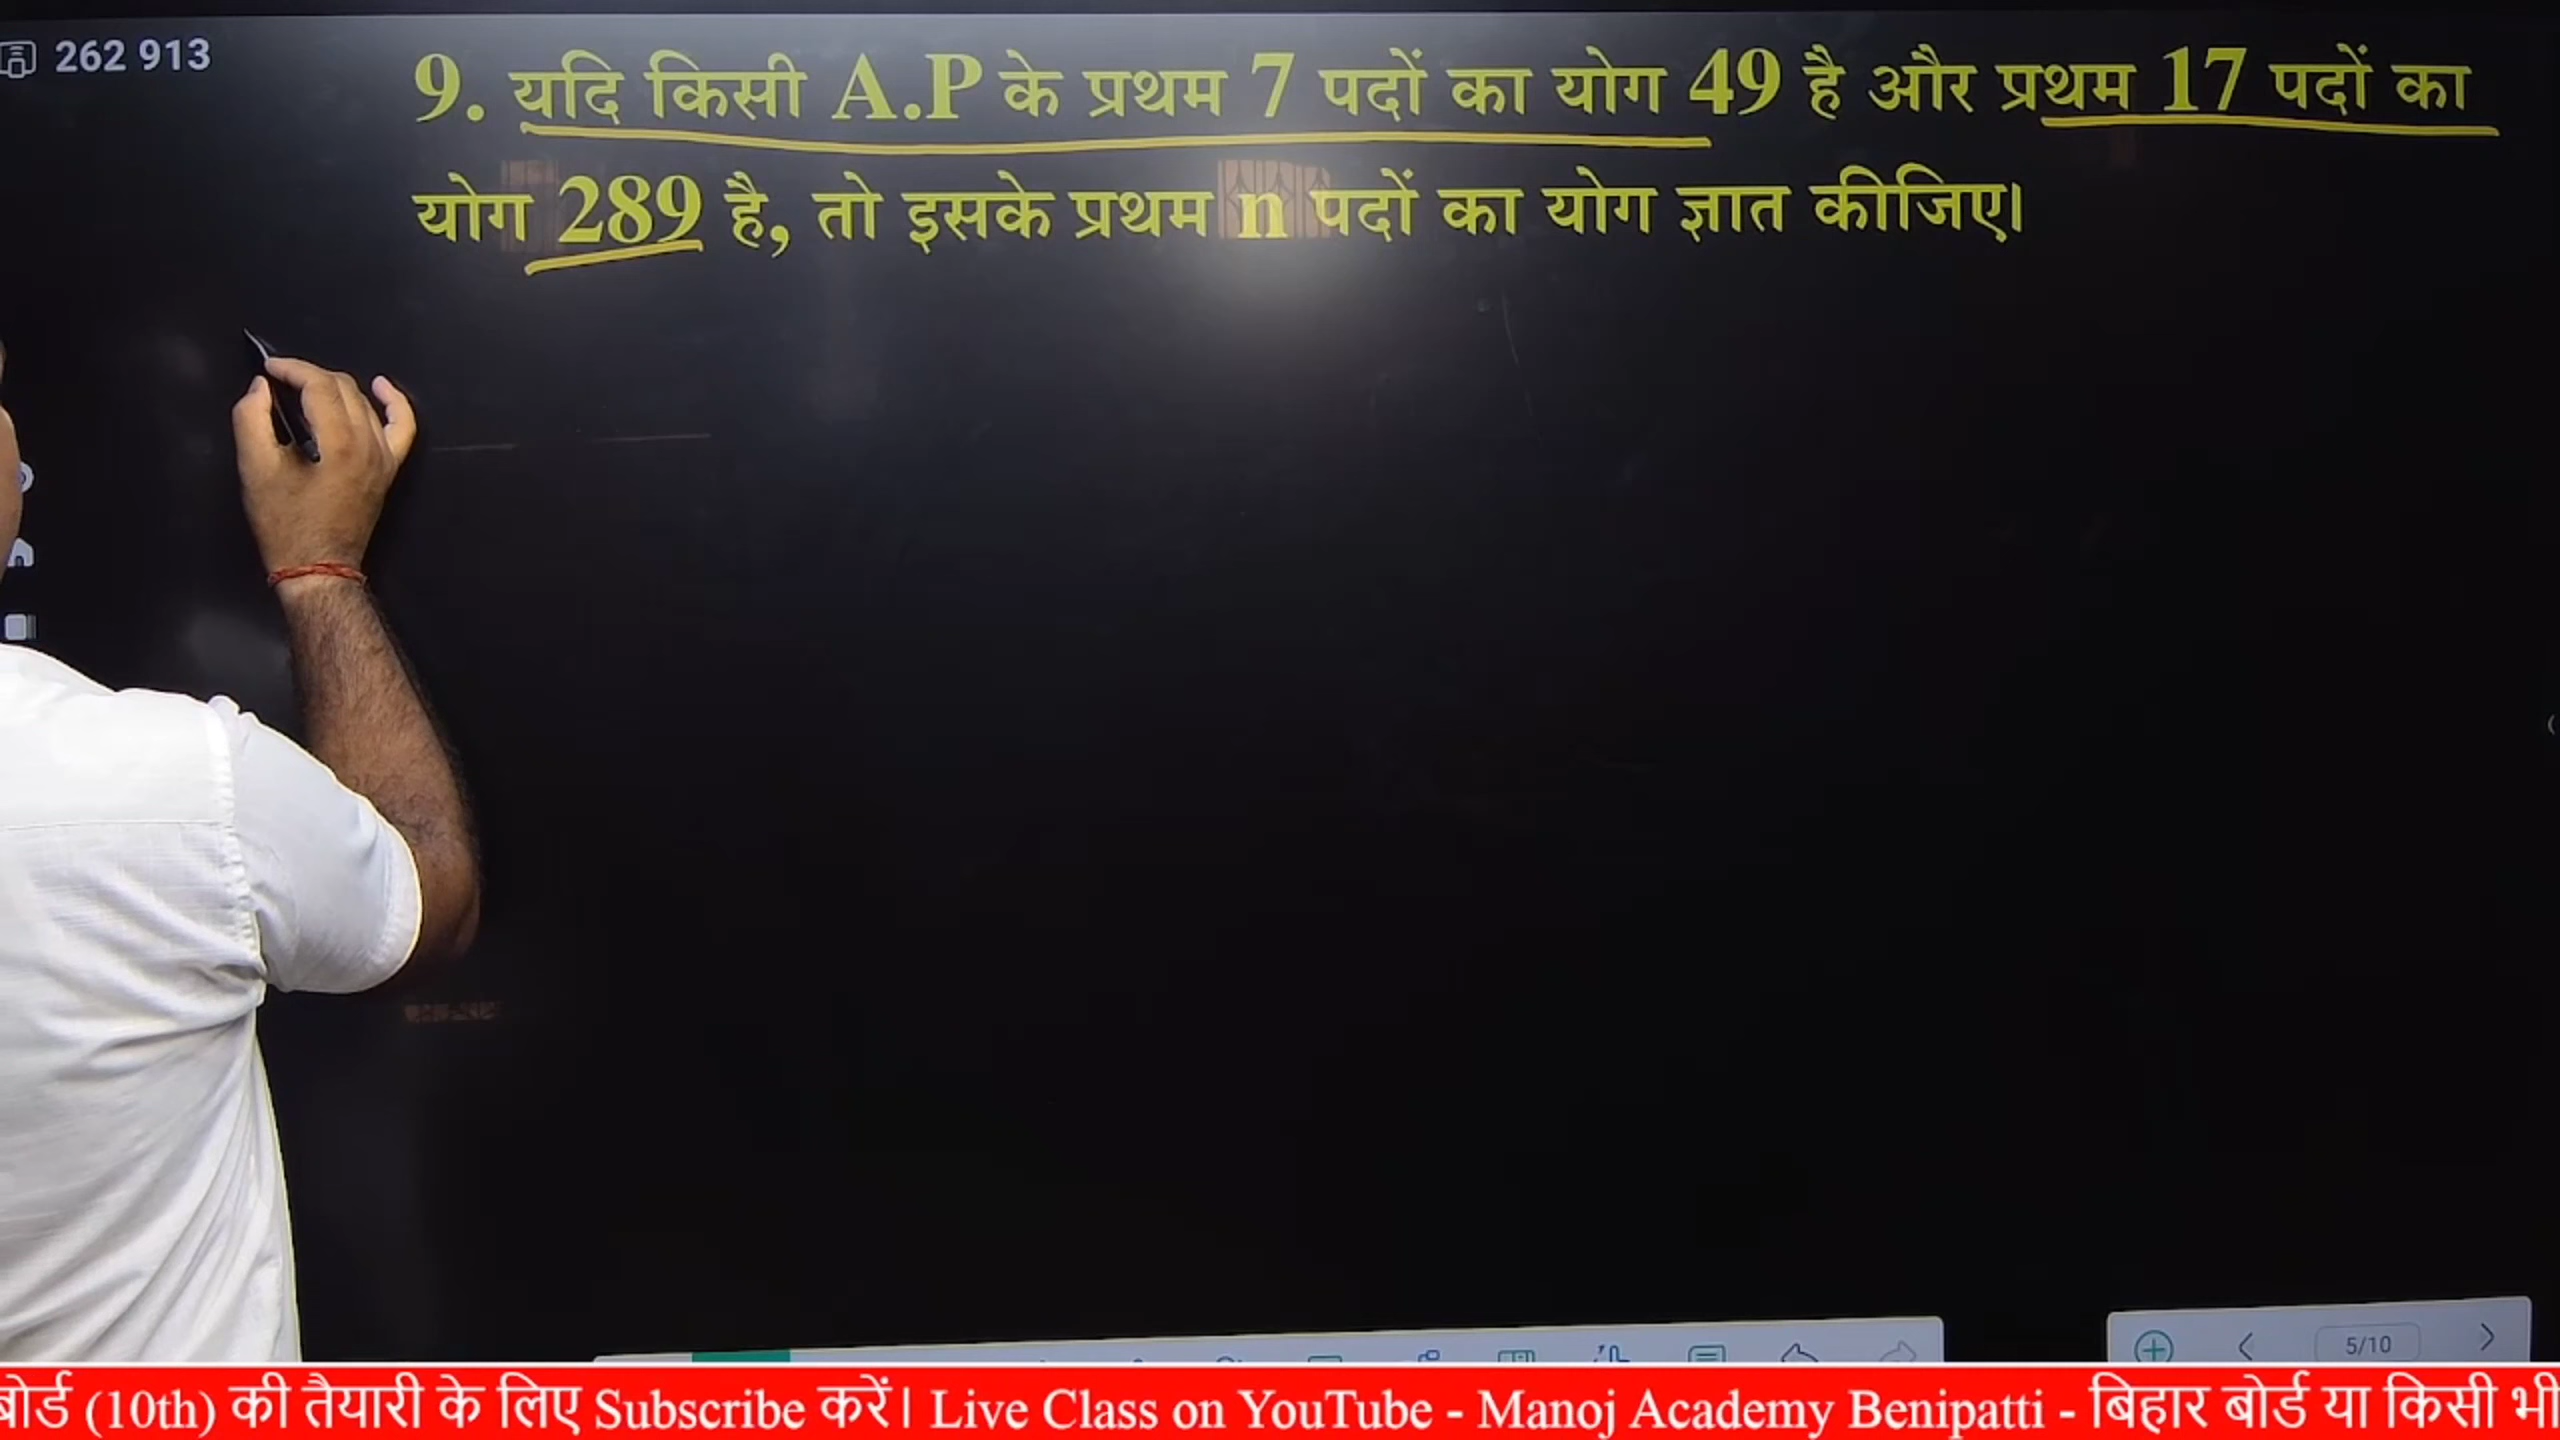 262 913
9. यदि किसी A.P के प्रथम 7 पदों का योग 49 है और प्रथम 17 पदों का
योग 289 है, तो इसके प्रथम n पदों का योग ज्ञात कीजिए।
5/10
बोर्ड (10th) की तैयारी के लिए Subscribe करें। Live Class on YouTube - Manoj Academy Benipatti - बिहार बोर्ड या किसी भी